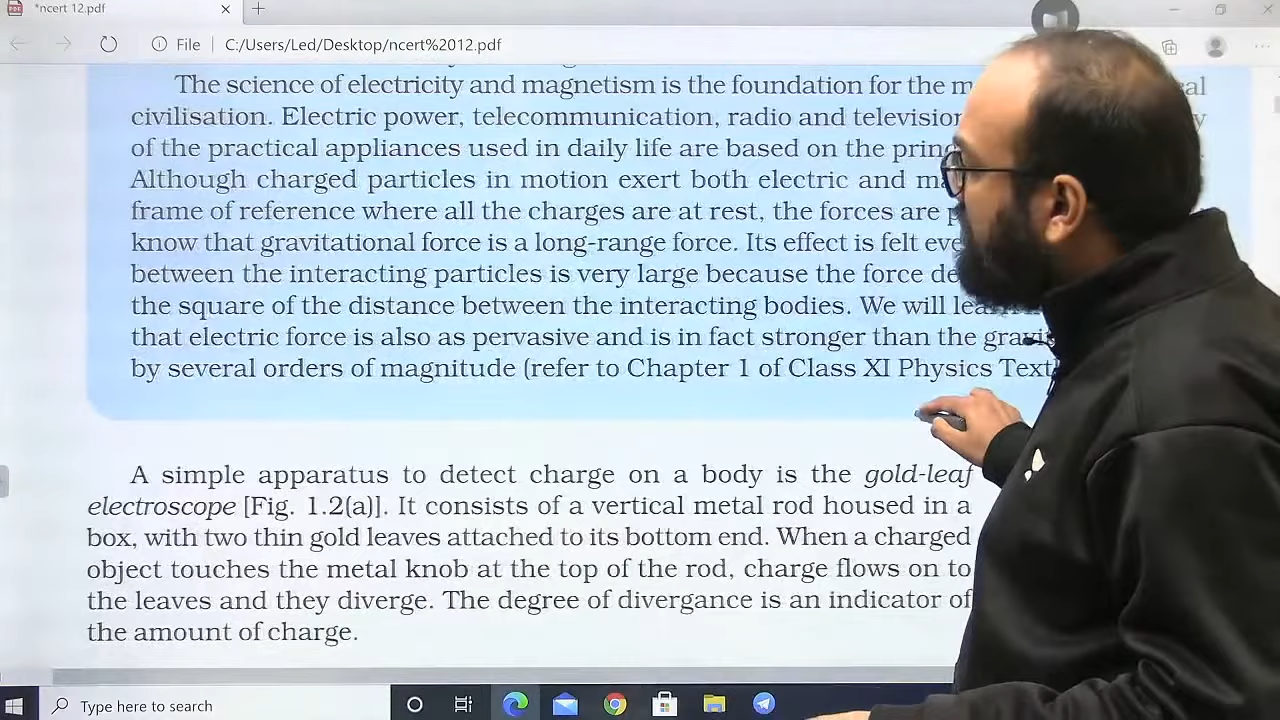 *ncert 12.pdf
File
C:/Users/Led/Desktop/ncert%2012.pdf
The science of electricity and magnetism is the foundation for the
civilisation. Electric power, telecommunication, radio and television
of the practical appliances used in daily life are based on the
Although charged particles in motion exert both electric and
frame of reference where all the charges are at rest, the forces are
know that gravitational force is a long-range force. Its effect is felt
between the interacting particles is very large because the force
the square of the distance between the interacting bodies. We will
that electric force is also as pervasive and is in fact stronger than the
by several orders of magnitude (refer to Chapter 1 of Class XI Physics
A simple apparatus to detect charge on a body is the gold-leaf
electroscope [Fig. 1.2(a)]. It consists of a vertical metal rod housed in a
box, with two thin gold leaves attached to its bottom end. When a charged
object touches the metal knob at the top of the rod, charge flows on to
the leaves and they diverge. The degree of divergance is an indicator of
the amount of charge.
Type here to search